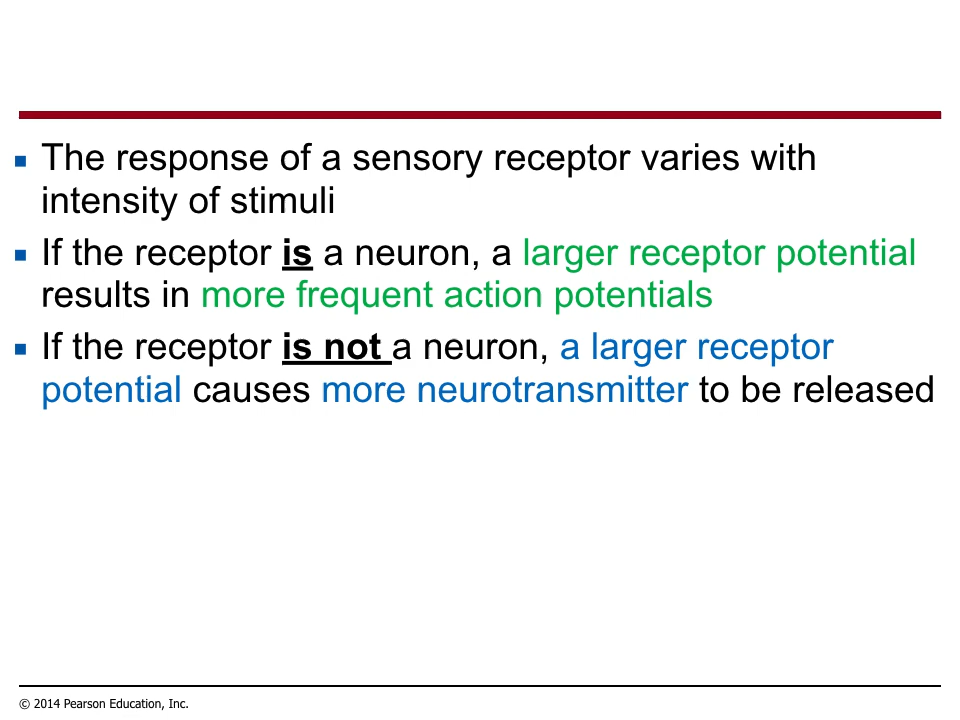 The response of a sensory receptor varies with
intensity of stimuli
If the receptor is a neuron, a larger receptor potential
results in more frequent action potentials
If the receptor is not a neuron, a larger receptor
potential causes more neurotransmitter to be released
© 2014 Pearson Education, Inc.